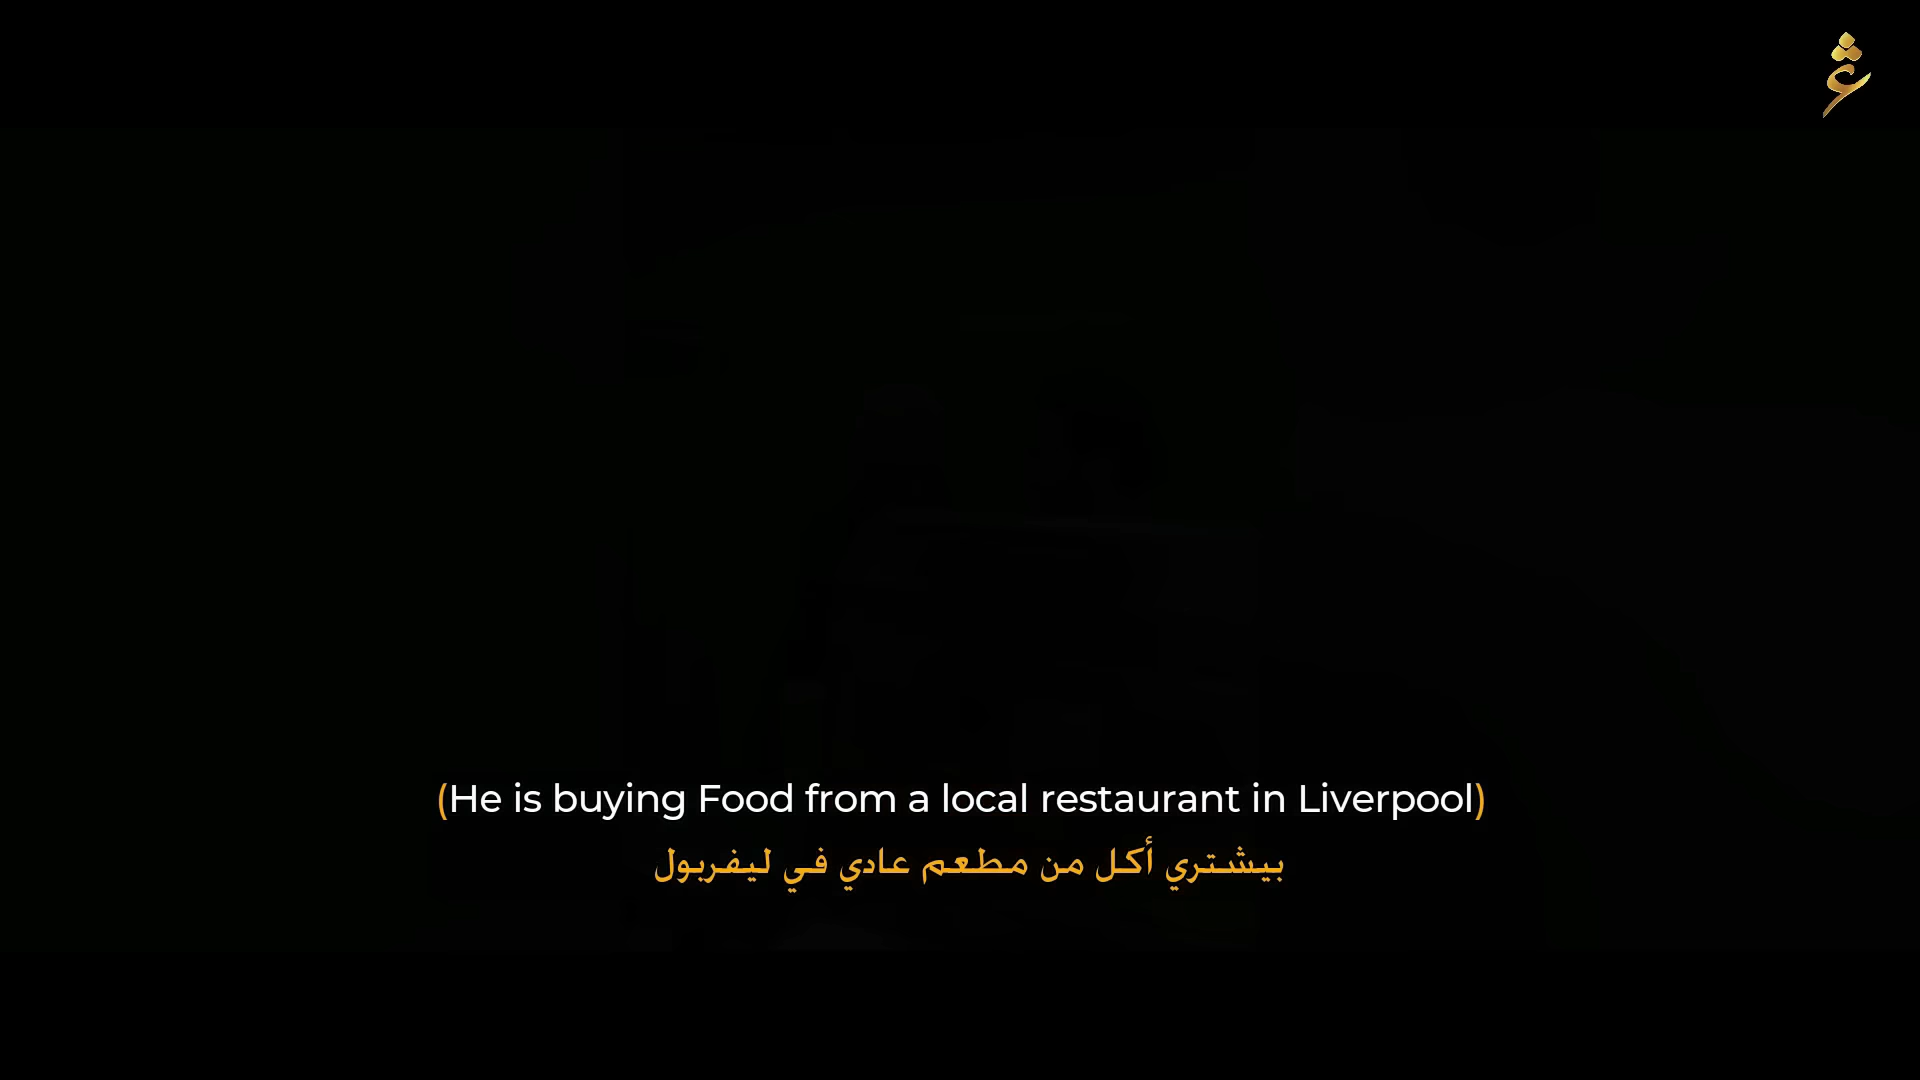 (He is buying Food from a local restaurant in Liverpool)
بيشتري أكل من مطعم عادي في ليفربول